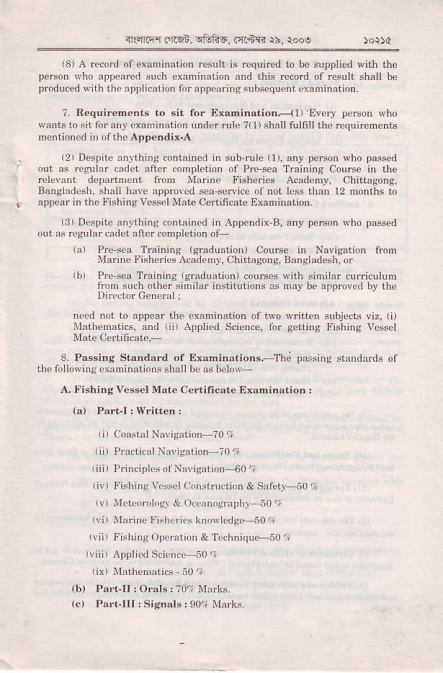 বাংলাদেশ গেজেট, অতিরিক্ত, সেপ্টেম্বর ২৯, ২০০৩ ১০২১৫
(8) A record of examination result is required to be supplied with the
person who appeared such examination and this record of result shall be
produced with the application for appearing subsequent examination.
7. Requirements to sit for Examination.—(1) Every person who
wants to sit for any examination under rule 7(1) shall fulfill the requirements
mentioned in of the Appendix-A
(2) Despite anything contained in sub-rule (1), any person who passed
out as regular cadet after completion of Pre-sea Training Course in the
relevant department from Marine Fisheries Academy, Chittagong,
Bangladesh, shall have approved sea-service of not less than 12 months to
appear in the Fishing Vessel Mate Certificate Examination.
(3) Despite anything contained in Appendix-B, any person who passed
out as regular cadet after completion of—
(a) Pre-sea Training (graduation) Course in Navigation from
Marine Fisheries Academy, Chittagong, Bangladesh, or
(b) Pre-sea Training (graduation) courses with similar curriculum
from such other similar institutions as may be approved by the
Director General ;
need not to appear the examination of two written subjects viz, (i)
Mathematics, and (ii) Applied Science, for getting Fishing Vessel
Mate Certificate.—
8. Passing Standard of Examinations.—The passing standards of
the following examinations shall be as below—
A. Fishing Vessel Mate Certificate Examination :
(a) Part-I : Written :
(i) Coastal Navigation—70 %
(ii) Practical Navigation—70 %
(iii) Principles of Navigation—60 %
(iv) Fishing Vessel Construction & Safety—50 %
(v) Meteorology & Oceanography—50 %
(vi) Marine Fisheries knowledge—50 %
(vii) Fishing Operation & Technique—50 %
(viii) Applied Science—50 %
(ix) Mathematics - 50 %
(b) Part-II : Orals : 70% Marks.
(c) Part-III : Signals : 90% Marks.